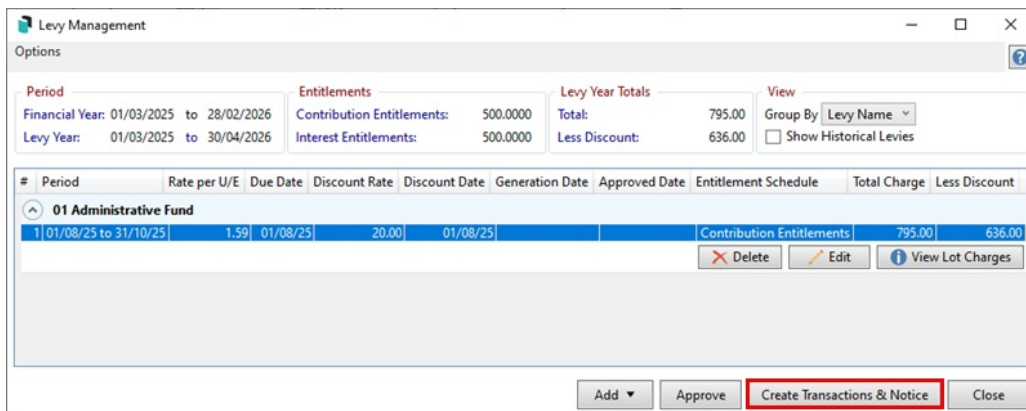 Levy Management
Options
Period Entitlements Levy Year Totals View
Financial Year: 01/03/2025 to 28/02/2026 Contribution Entitlements: 500.0000 Total: 795.00 Group By Levy Name
Levy Year: 01/03/2025 to 30/04/2026 Interest Entitlements: 500.0000 Less Discount: 636.00 Show Historical Levies
# Period Rate per U/E Due Date Discount Rate Discount Date Generation Date Approved Date Entitlement Schedule Total Charge Less Discount
01 Administrative Fund
1 01/08/25 to 31/10/25 1.59 01/08/25 20.00 01/08/25 Contribution Entitlements 795.00 636.00
Delete Edit View Lot Charges
Add Approve Create Transactions & Notice Close